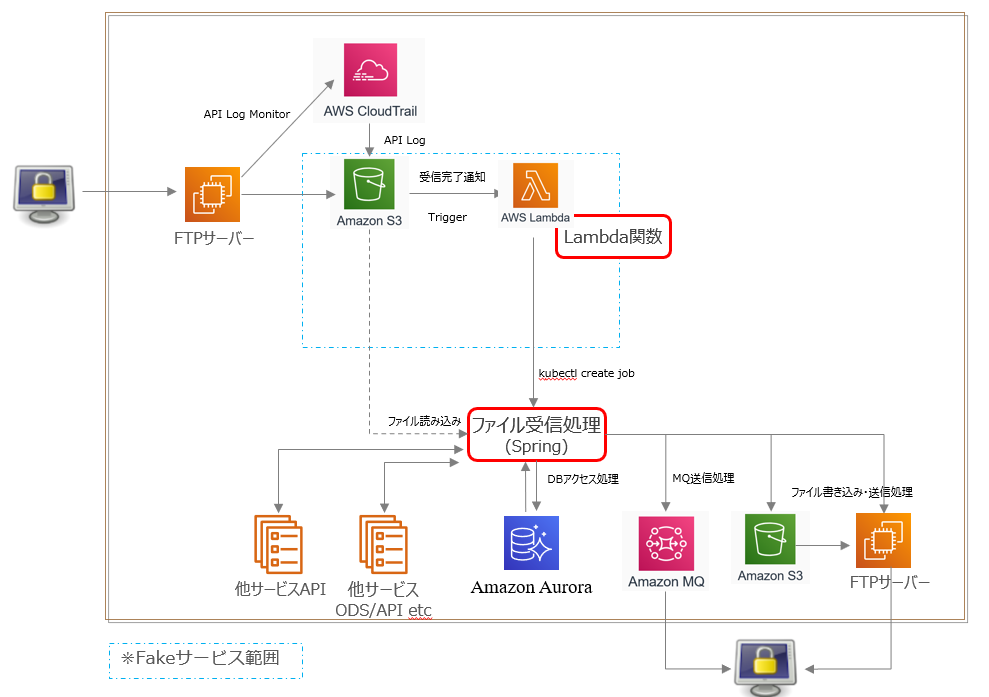 AWS CloudTrail
API Log Monitor
API Log
受信完了通知
Trigger
Amazon S3
AWS Lambda
Lambda関数
FTPサーバー
kubectl create job
ファイル読み込み
ファイル受信処理
(Spring)
DBアクセス処理
MQ送信処理
ファイル書き込み・送信処理
他サービスAPI
他サービス
ODS/API etc
Amazon Aurora
Amazon MQ
Amazon S3
FTPサーバー
※Fakeサービス範囲